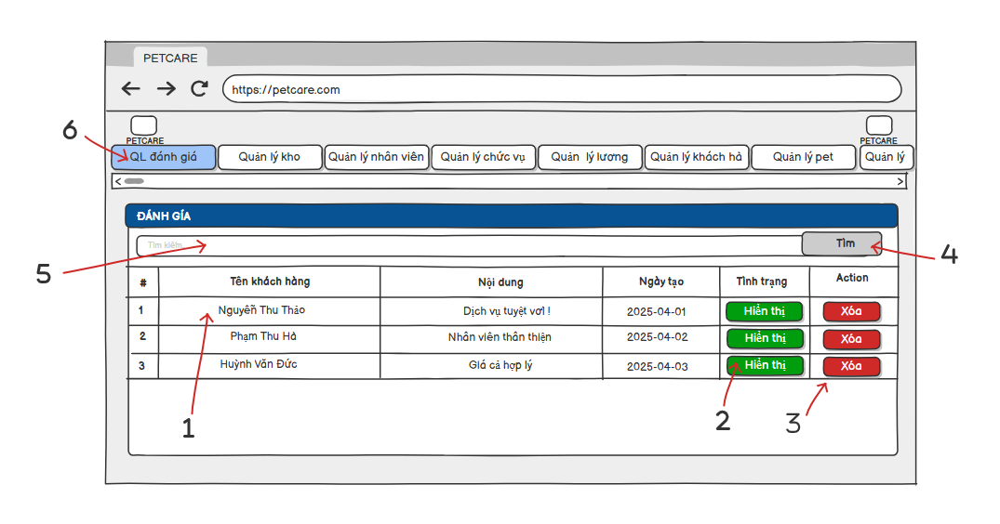 PETCARE
https://petcare.com
6
PETCARE PETCARE
QL đánh giá Quản lý kho Quản lý nhân viên Quản lý chức vụ Quản lý lương Quản lý khách hà Quản lý pet Quản lý
ĐÁNH GÍA
Tìm kiếm Tìm
5 4
# Tên khách hàng Nội dung Ngày tạo Tình trạng Action
1 Nguyễn Thu Thảo Dịch vụ tuyệt vời ! 2025-04-01 Hiển thị Xóa
2 Phạm Thu Hà Nhân viên thân thiện 2025-04-02 Hiển thị Xóa
3 Huỳnh Văn Đức Giá cả hợp lý 2025-04-03 Hiển thị Xóa
1 2 3